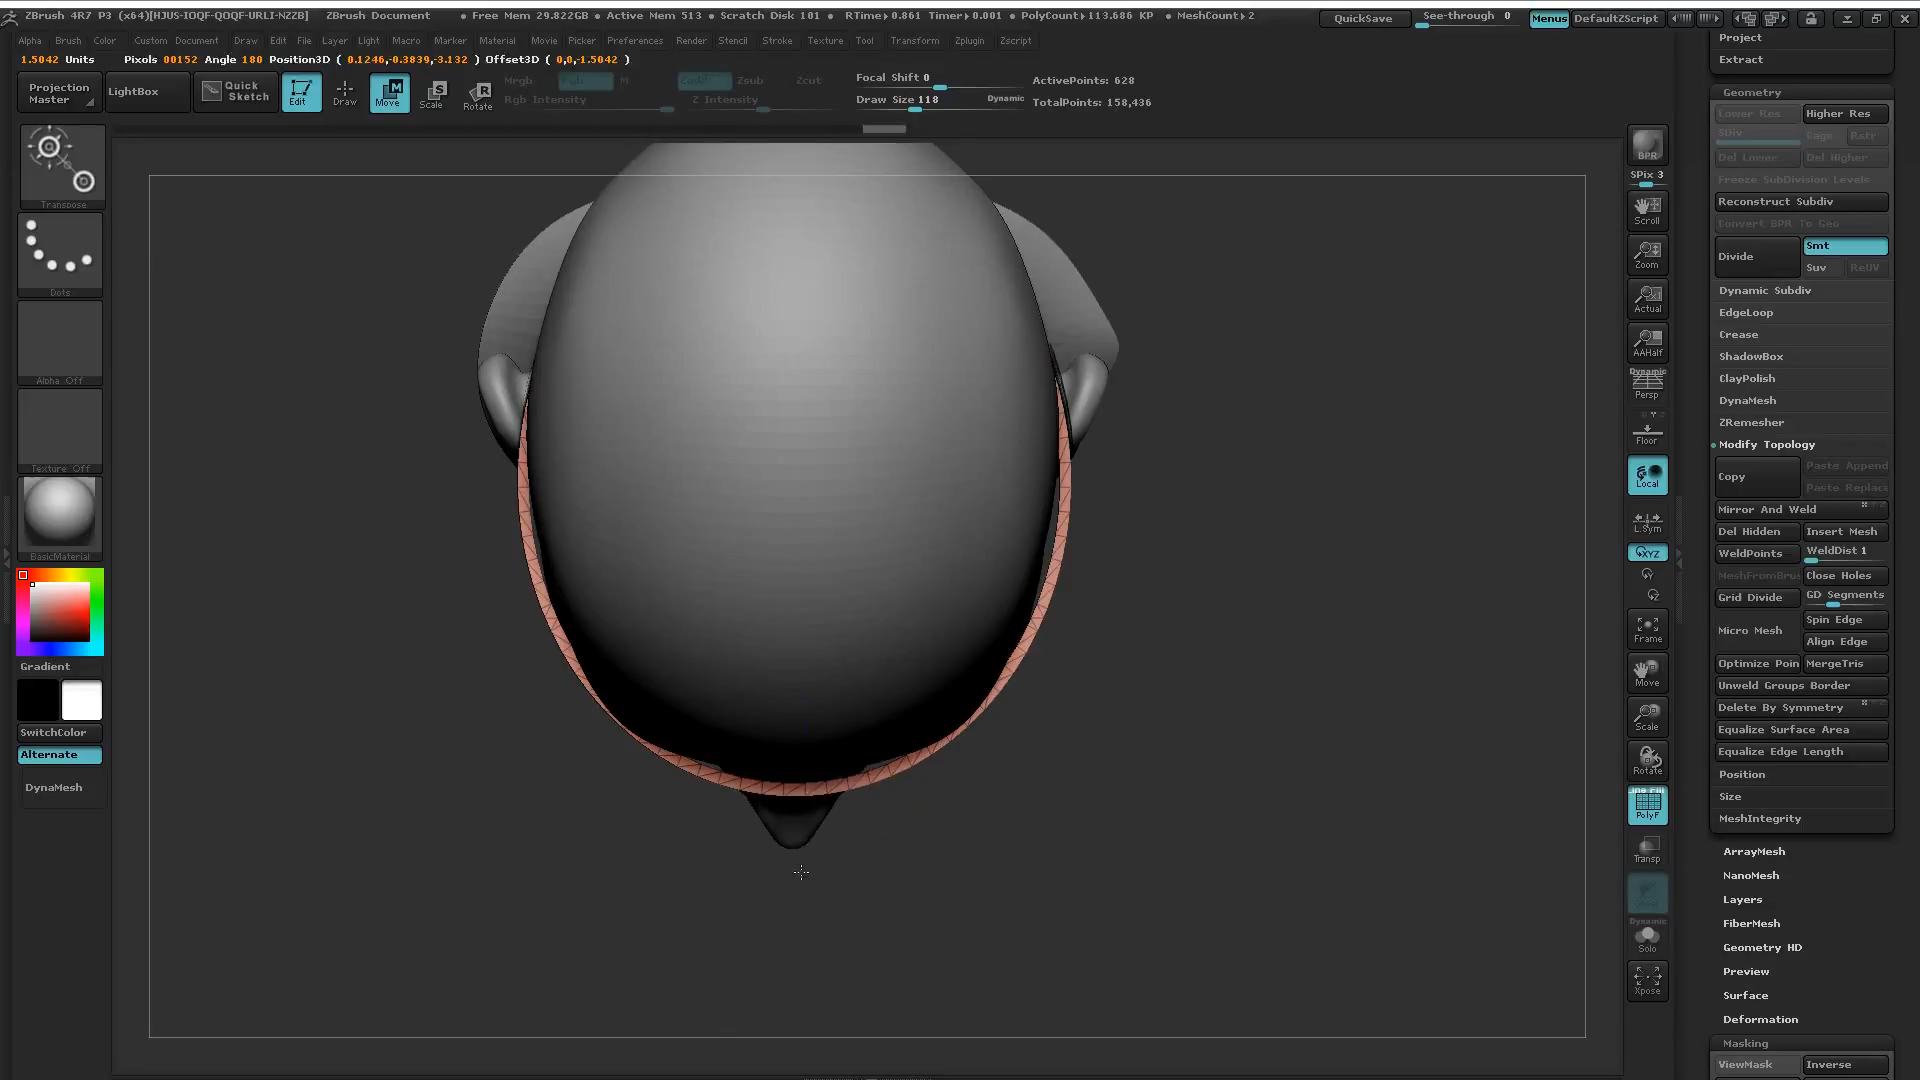 ZBrush 4R7 P3 (x64)[HJUS-IOQF-QOQF-URLI-NZZB] ZBrush Document • Free Mem 29.822GB • Active Mem 513 • Scratch Disk 101 • RTime▸0.861 Timer▸0.001 • PolyCount▸113.686 KP • MeshCount▸2 QuickSave See-through 0 Menus DefaultZScript
Alpha Brush Color Custom Document Draw Edit File Layer Light Macro Marker Material Movie Picker Preferences Render Stencil Stroke Texture Tool Transform Zplugin Zscript
1.5042 Units Pixols 00152 Angle 180 Position3D ( 0.1246,-0.3839,-3.132 ) Offset3D ( 0,0,-1.5042 )
Projection Master
LightBox
Quick Sketch
Edit
Draw
Move
Scale
Rotate
Mrgb M
Rgb Intensity
Zsub Zcut
Z Intensity
Focal Shift 0
Draw Size 118 Dynamic
ActivePoints: 628
TotalPoints: 158,436
Transpose
Dots
Alpha Off
Texture Off
BasicMaterial
Gradient
SwitchColor
Alternate
DynaMesh
BPR
SPix 3
Scroll
Zoom
Actual
AAHalf
Dynamic
Persp
Floor
Local
L.Sym
XYZ
Frame
Move
Scale
Rotate
Line Fill
PolyF
Transp
Dynamic
Solo
Xpose
Project
Extract
Geometry
Lower Res Higher Res
SDiv Cage Rstr
Del Lower Del Higher
Freeze SubDivision Levels
Reconstruct Subdiv
Convert BPR To Geo
Divide Smt
Suv ReUV
Dynamic Subdiv
EdgeLoop
Crease
ShadowBox
ClayPolish
DynaMesh
ZRemesher
Modify Topology
Copy Paste Append
Paste Replace
Mirror And Weld
Del Hidden Insert Mesh
WeldPoints WeldDist 1
MeshFromBru Close Holes
Grid Divide GD Segments
Micro Mesh Spin Edge
Align Edge
Optimize Poin MergeTris
Unweld Groups Border
Delete By Symmetry
Equalize Surface Area
Equalize Edge Length
Position
Size
MeshIntegrity
ArrayMesh
NanoMesh
Layers
FiberMesh
Geometry HD
Preview
Surface
Deformation
Masking
ViewMask Inverse